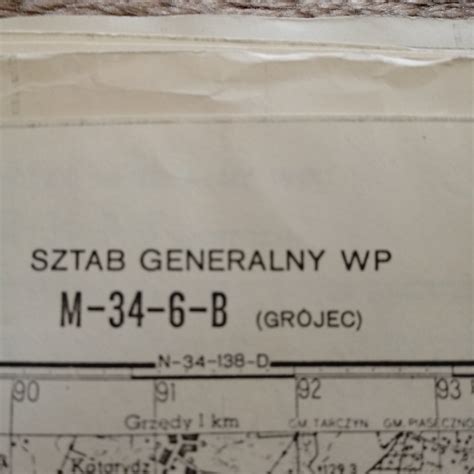 SZTAB GENERALNY WP
M-34-6-B (GRÓJEC)
N-34-138-D
90 91 92 93
Grzędy 1 km GM. TARCZYN GM. PIASECZNO
Kotorydz 129,3